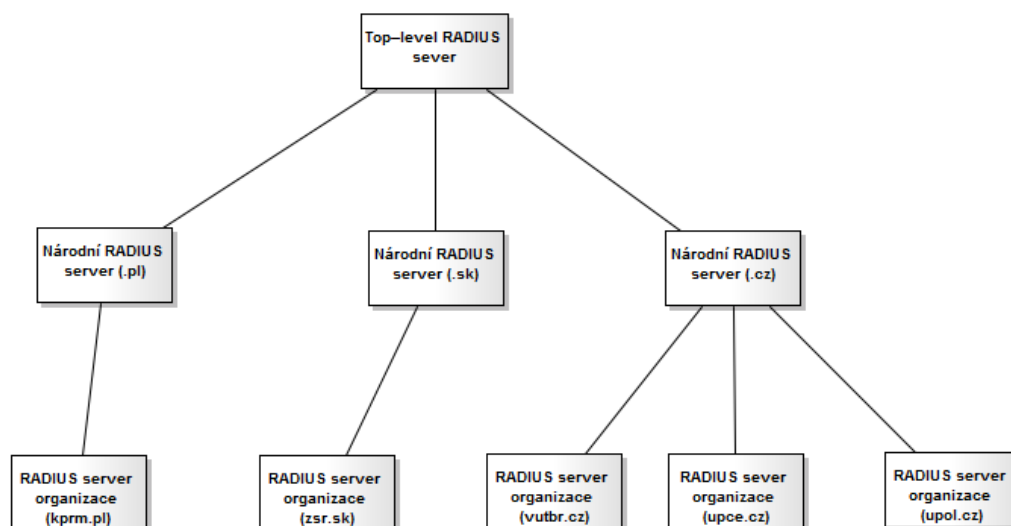 Top–level RADIUS
sever
Národní RADIUS
server (.pl)
Národní RADIUS
server (.sk)
Národní RADIUS
server (.cz)
RADIUS server
organizace
(kprm.pl)
RADIUS server
organizace
(zsr.sk)
RADIUS server
organizace
(vutbr.cz)
RADIUS sever
organizace
(upce.cz)
RADIUS server
organizace
(upol.cz)